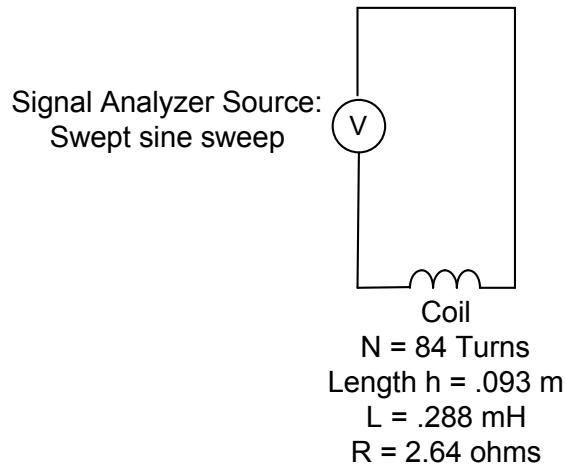 Signal Analyzer Source:
Swept sine sweep
V
Coil
N = 84 Turns
Length h = .093 m
L = .288 mH
R = 2.64 ohms